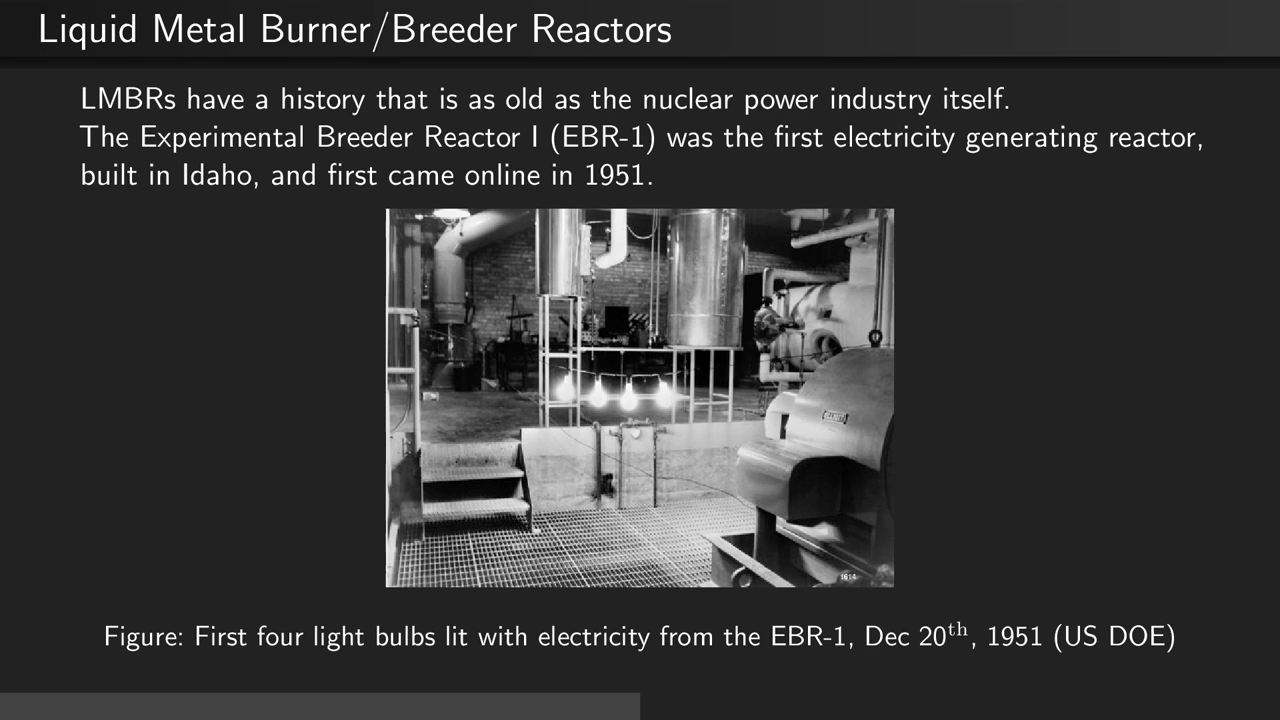 Liquid Metal Burner/Breeder Reactors
LMBRs have a history that is as old as the nuclear power industry itself.
The Experimental Breeder Reactor I (EBR-1) was the first electricity generating reactor,
built in Idaho, and first came online in 1951.
ELLIOTT
1614
Figure: First four light bulbs lit with electricity from the EBR-1, Dec 20th, 1951 (US DOE)